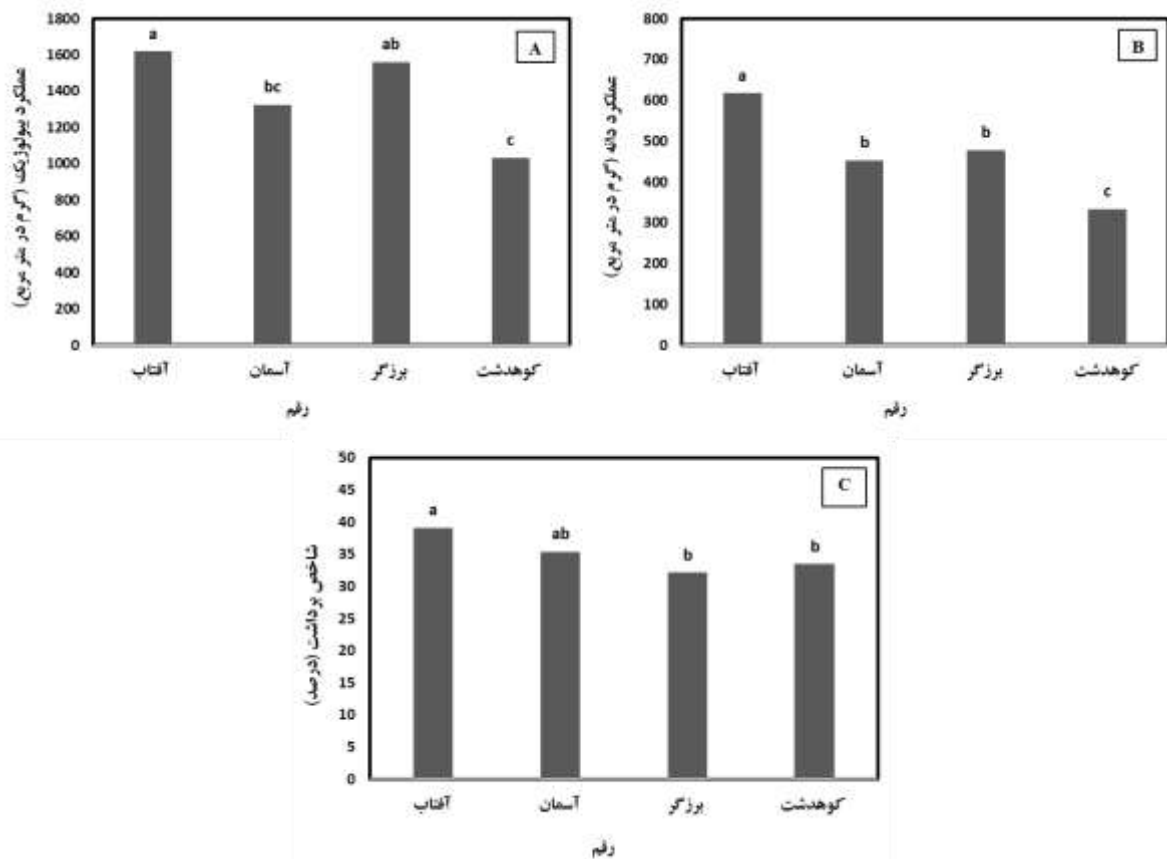 عملکرد بیولوژیک (گرم در متر مربع)
1800
1600
1400
1200
1000
800
600
400
200
0
A
a
bc
ab
c
آفتاب آسمان برزگر کوهدشت
رقم
عملکرد دانه (گرم در متر مربع)
800
700
600
500
400
300
200
100
0
B
a
b
b
c
آفتاب آسمان برزگر کوهدشت
رقم
شاخص برداشت (درصد)
50
45
40
35
30
25
20
15
10
5
0
C
a
ab
b
b
آفتاب آسمان برزگر کوهدشت
رقم